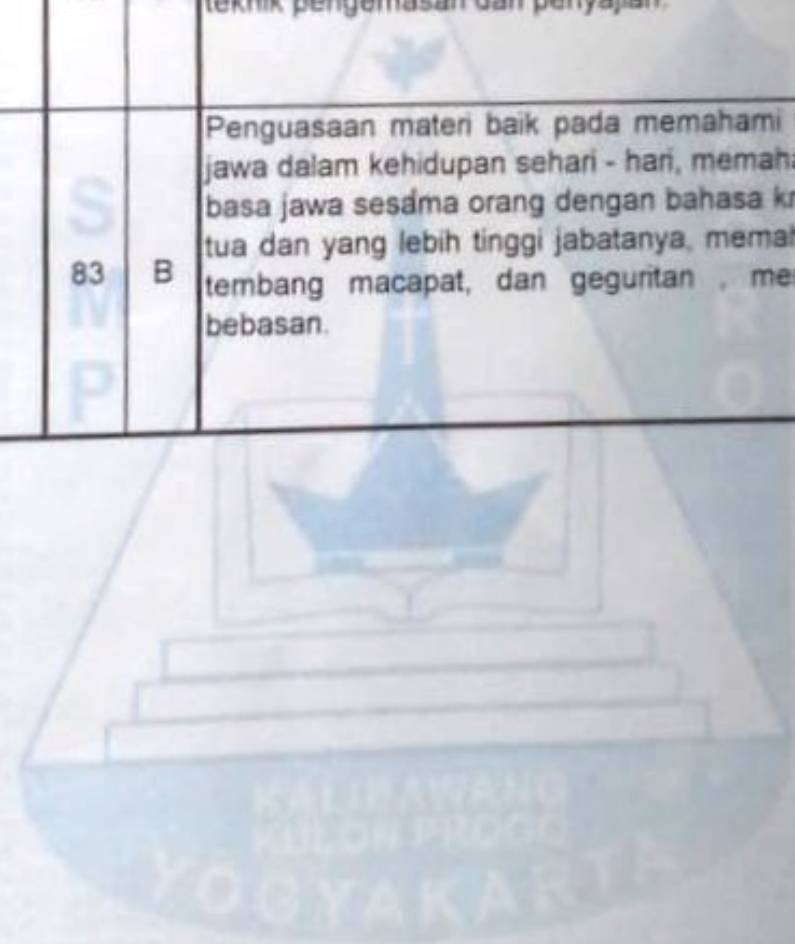 teknik pengemasan dan penyajian.
Penguasaan materi baik pada memahami
jawa dalam kehidupan sehari - hari, memaha
basa jawa sesama orang dengan bahasa kr
tua dan yang lebih tinggi jabatanya, memah
83 B tembang macapat, dan geguritan , me
bebasan.
S
M
P
R
O
KALIBAWANG
KULON PROGO
YOGYAKARTA